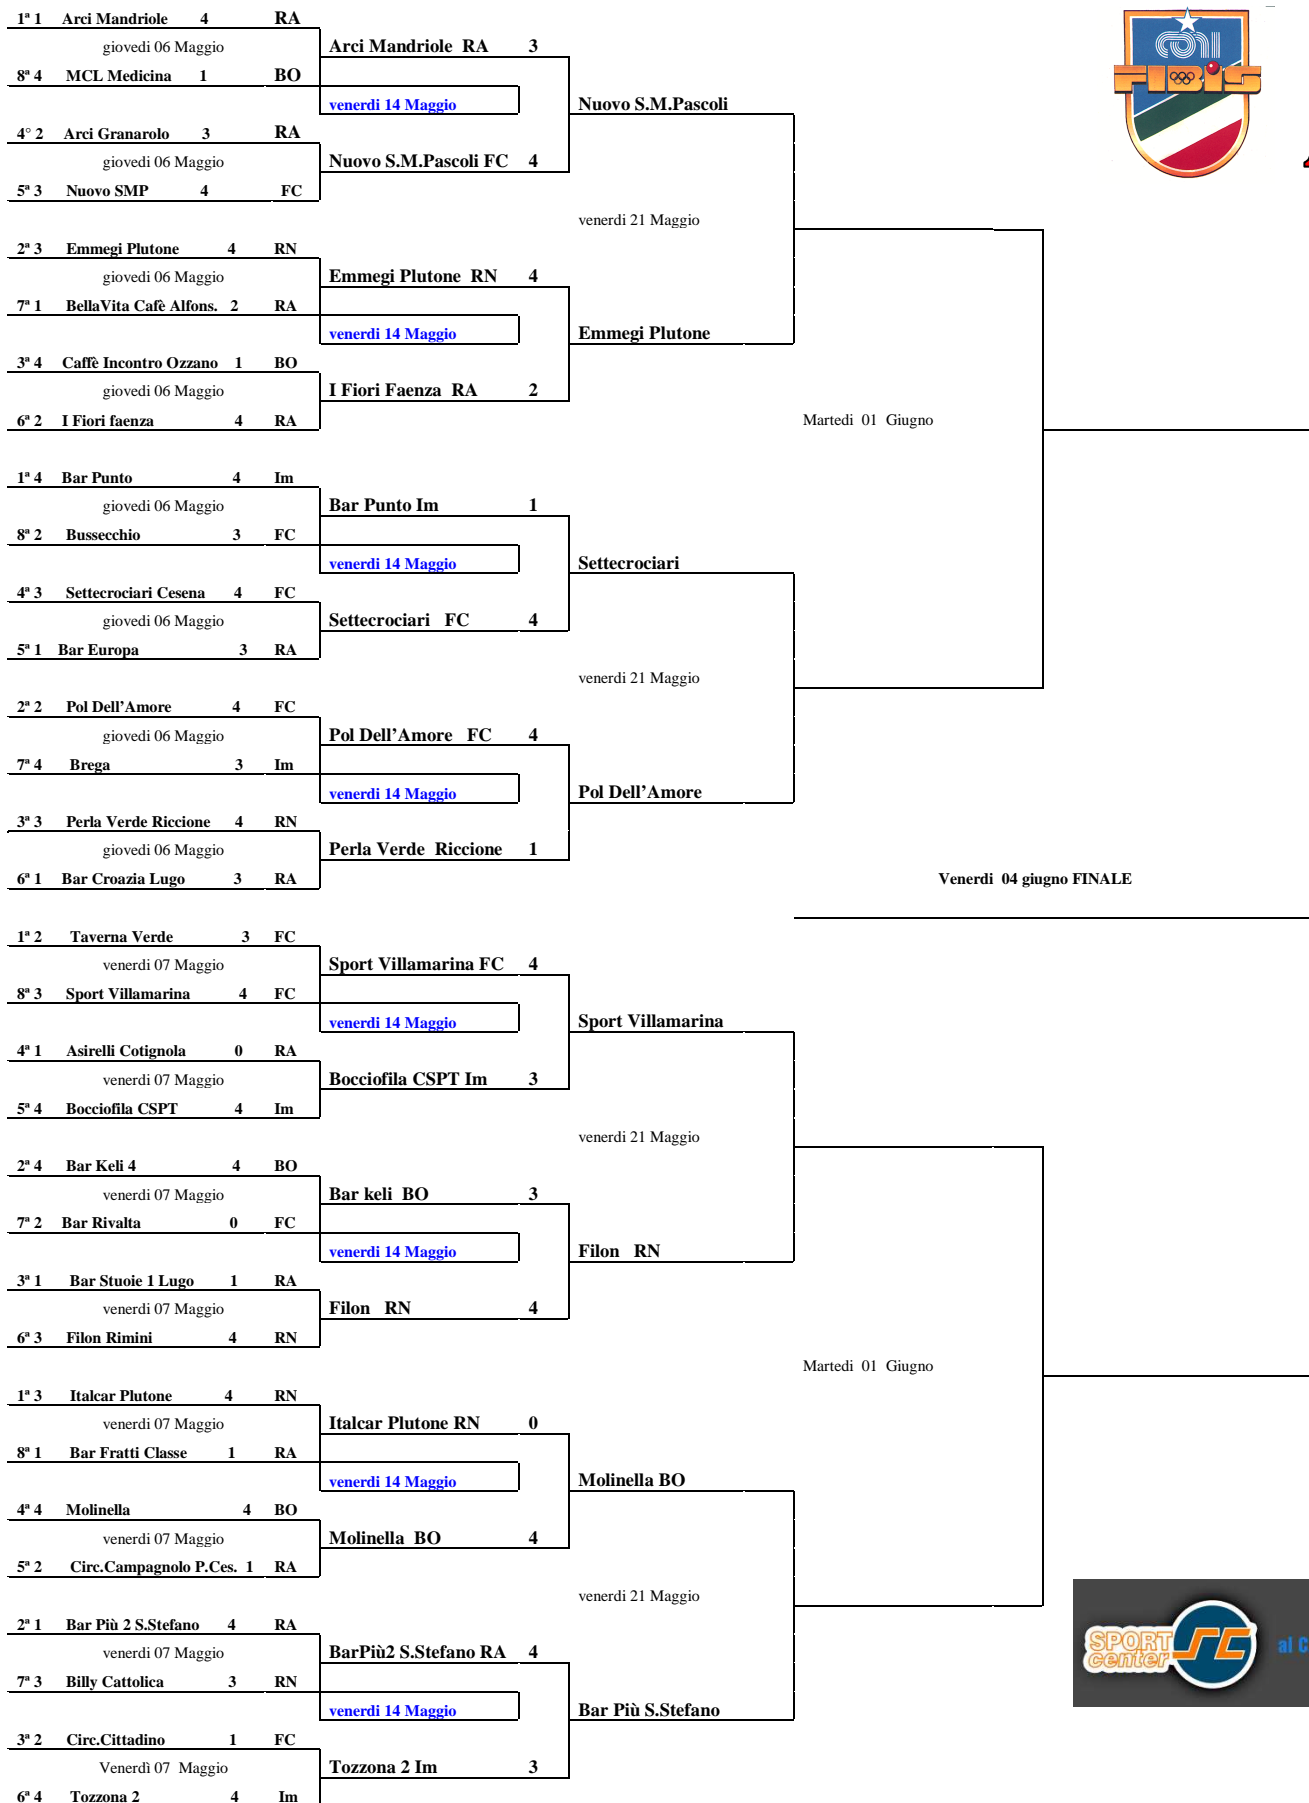 1ª 1 Arci Mandriole 4 RA
giovedi 06 Maggio
Arci Mandriole RA 3
8ª 4 MCL Medicina 1 BO
venerdi 14 Maggio
Nuovo S.M.Pascoli
4° 2 Arci Granarolo 3 RA
giovedi 06 Maggio
Nuovo S.M.Pascoli FC 4
5ª 3 Nuovo SMP 4 FC
venerdi 21 Maggio
2ª 3 Emmegi Plutone 4 RN
giovedi 06 Maggio
Emmegi Plutone RN 4
7ª 1 BellaVita Cafè Alfons. 2 RA
venerdi 14 Maggio
Emmegi Plutone
3ª 4 Caffè Incontro Ozzano 1 BO
giovedi 06 Maggio
I Fiori Faenza RA 2
6ª 2 I Fiori faenza 4 RA
Martedi 01 Giugno
1ª 4 Bar Punto 4 Im
giovedi 06 Maggio
Bar Punto Im 1
8ª 2 Bussecchio 3 FC
venerdi 14 Maggio
Settecrociari
4ª 3 Settecrociari Cesena 4 FC
giovedi 06 Maggio
Settecrociari FC 4
5ª 1 Bar Europa 3 RA
venerdi 21 Maggio
2ª 2 Pol Dell'Amore 4 FC
giovedi 06 Maggio
Pol Dell'Amore FC 4
7ª 4 Brega 3 Im
venerdi 14 Maggio
Pol Dell'Amore
3ª 3 Perla Verde Riccione 4 RN
giovedi 06 Maggio
Perla Verde Riccione 1
6ª 1 Bar Croazia Lugo 3 RA
Venerdi 04 giugno FINALE
1ª 2 Taverna Verde 3 FC
venerdi 07 Maggio
Sport Villamarina FC 4
8ª 3 Sport Villamarina 4 FC
venerdi 14 Maggio
Sport Villamarina
4ª 1 Asirelli Cotignola 0 RA
venerdi 07 Maggio
Bocciofila CSPT Im 3
5ª 4 Bocciofila CSPT 4 Im
venerdi 21 Maggio
2ª 4 Bar Keli 4 4 BO
venerdi 07 Maggio
Bar keli BO 3
7ª 2 Bar Rivalta 0 FC
venerdi 14 Maggio
Filon RN
3ª 1 Bar Stuoie 1 Lugo 1 RA
venerdi 07 Maggio
Filon RN 4
6ª 3 Filon Rimini 4 RN
Martedi 01 Giugno
1ª 3 Italcar Plutone 4 RN
venerdi 07 Maggio
Italcar Plutone RN 0
8ª 1 Bar Fratti Classe 1 RA
venerdi 14 Maggio
Molinella BO
4ª 4 Molinella 4 BO
venerdi 07 Maggio
Molinella BO 4
5ª 2 Circ.Campagnolo P.Ces. 1 RA
venerdi 21 Maggio
2ª 1 Bar Più 2 S.Stefano 4 RA
venerdi 07 Maggio
BarPiù2 S.Stefano RA 4
7ª 3 Billy Cattolica 3 RN
venerdi 14 Maggio
Bar Più S.Stefano
3ª 2 Circ.Cittadino 1 FC
Venerdì 07 Maggio
Tozzona 2 Im 3
6ª 4 Tozzona 2 4 Im
CONI
FIBIS
SPORT
center
SC
al C